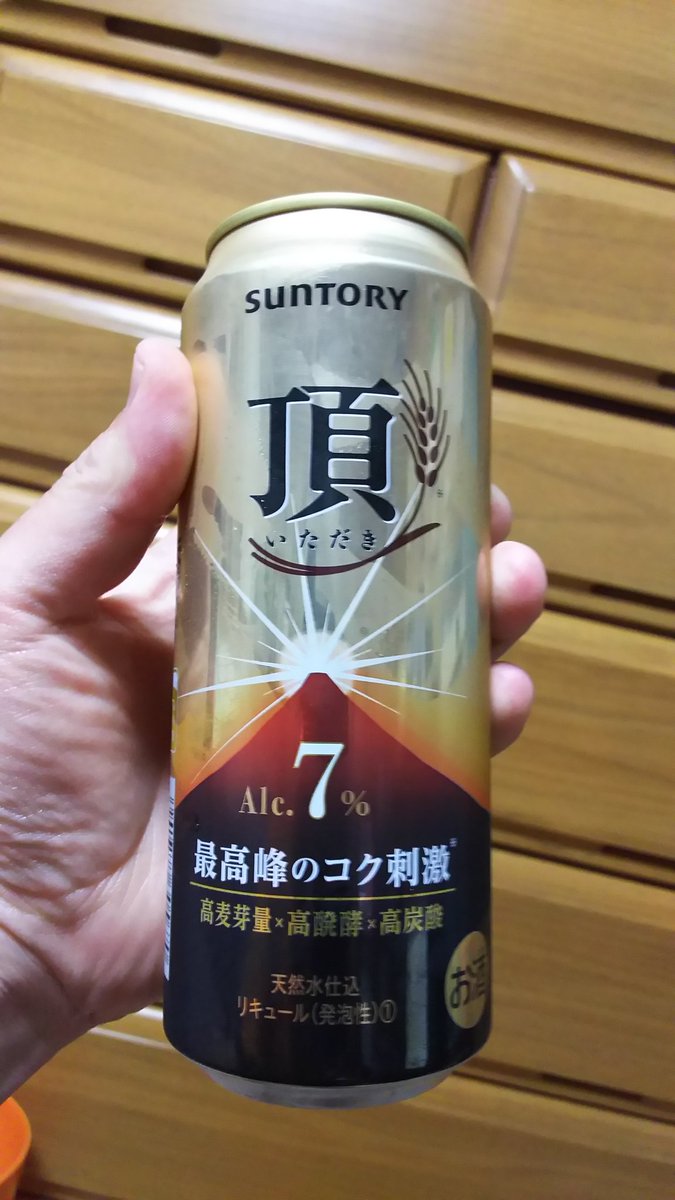 SUNTORY
頂
いただき
※
Alc. 7%
最高峰のコク刺激※
高麦芽量×高醗酵×高炭酸
天然水仕込
リキュール(発泡性)①
お酒